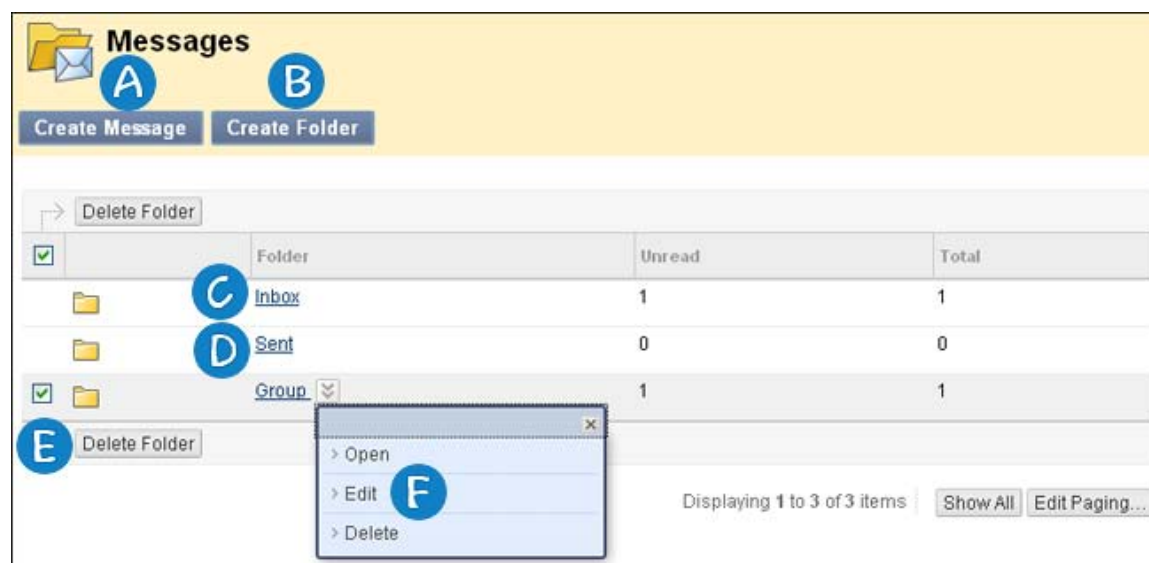 Messages
A B
Create Message Create Folder
Delete Folder
Folder Unread Total
C Inbox 1 1
D Sent 0 0
Group 1 1
E Delete Folder
> Open
> Edit F
> Delete
Displaying 1 to 3 of 3 items Show All Edit Paging...